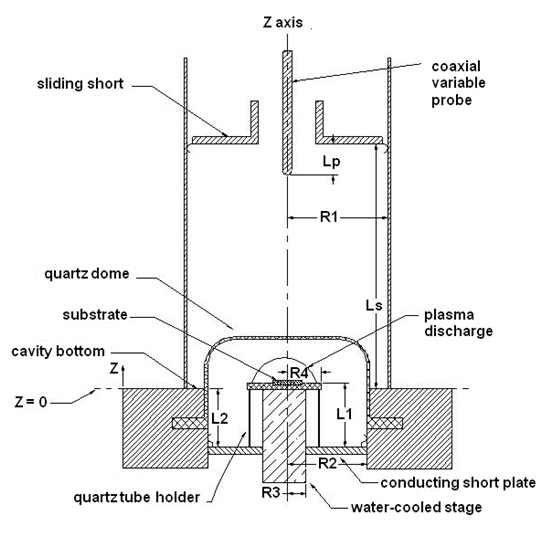 Z axis
coaxial
variable
probe
sliding short
Lp
R1
Ls
quartz dome
substrate
plasma
discharge
cavity bottom
Z
R4
Z = 0
L2
L1
R2
quartz tube holder
R3
conducting short plate
water-cooled stage